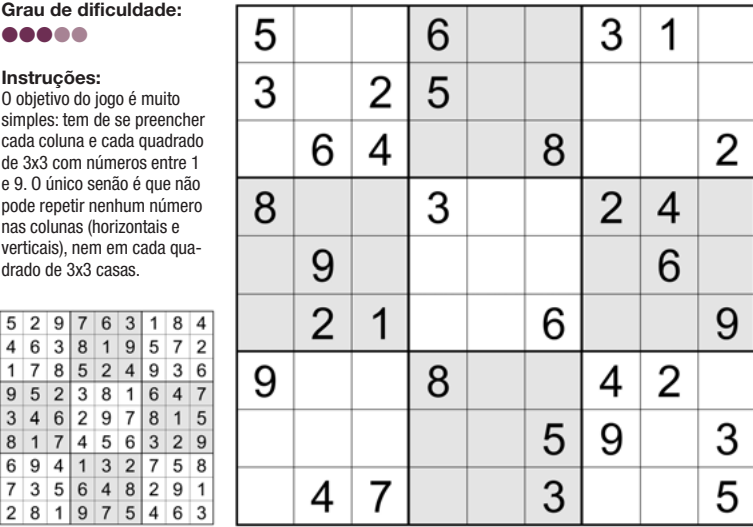 Grau de dificuldade:
Instruções:
O objetivo do jogo é muito
simples: tem de se preencher
cada coluna e cada quadrado
de 3x3 com números entre 1
e 9. O único senão é que não
pode repetir nenhum número
nas colunas (horizontais e
verticais), nem em cada qua-
drado de 3x3 casas.
5 2 9 7 6 3 1 8 4
4 6 3 8 1 9 5 7 2
1 7 8 5 2 4 9 3 6
9 5 2 3 8 1 6 4 7
3 4 6 2 9 7 8 1 5
8 1 7 4 5 6 3 2 9
6 9 4 1 3 2 7 5 8
7 3 5 6 4 8 2 9 1
2 8 1 9 7 5 4 6 3
5 6 3 1
3 2 5
6 4 8 2
8 3 2 4
9 6
2 1 6 9
9 8 4 2
5 9 3
4 7 3 5